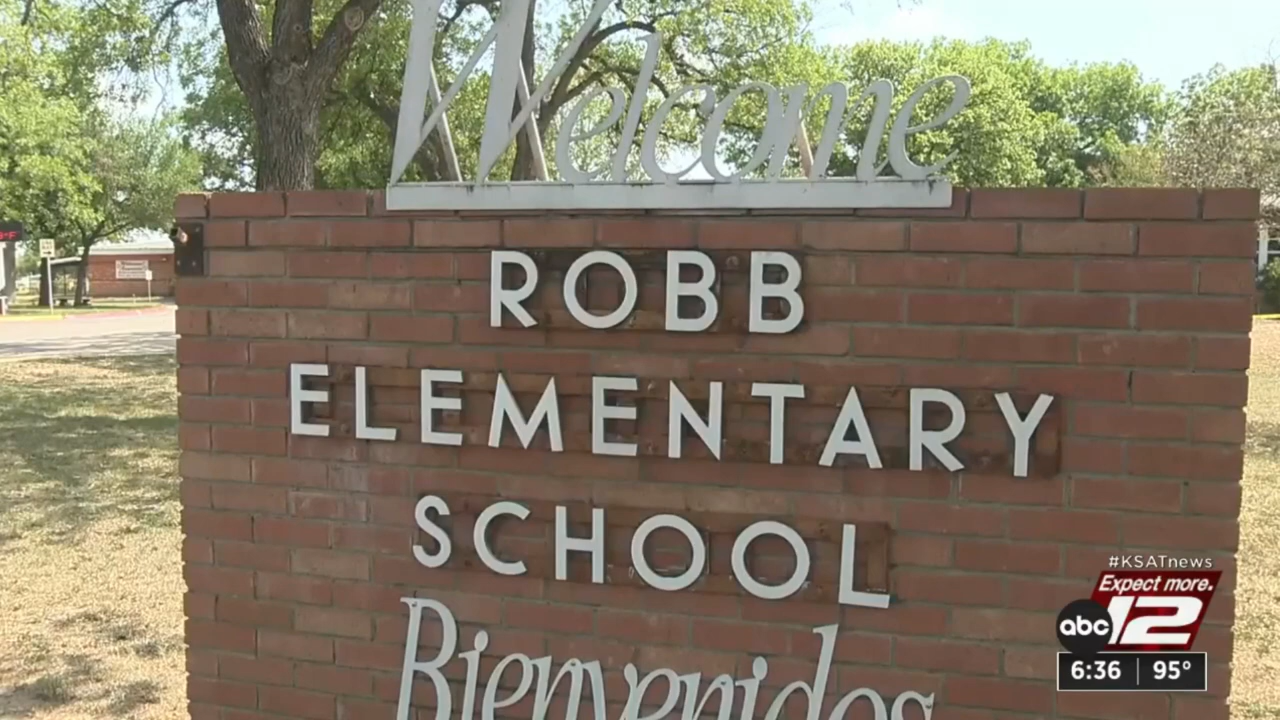 Welcome
ROBB
ELEMENTARY
SCHOOL
Bienvenidos
#KSATnews
Expect more.
abc 12
6:36 95°